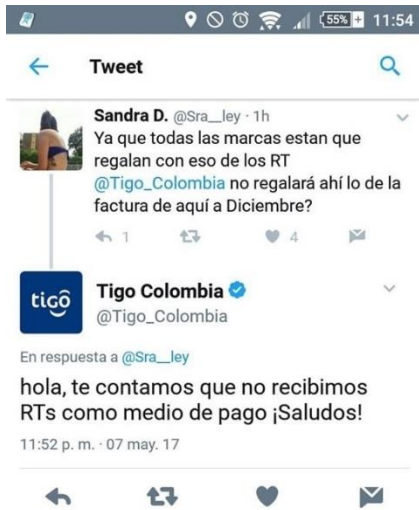 55% 11:54
Tweet
Sandra D. @Sra__ley · 1h
Ya que todas las marcas estan que
regalan con eso de los RT
@Tigo_Colombia no regalará ahí lo de la
factura de aquí a Diciembre?
1 4
tigô
Tigo Colombia
@Tigo_Colombia
En respuesta a @Sra__ley
hola, te contamos que no recibimos
RTs como medio de pago ¡Saludos!
11:52 p. m. · 07 may. 17